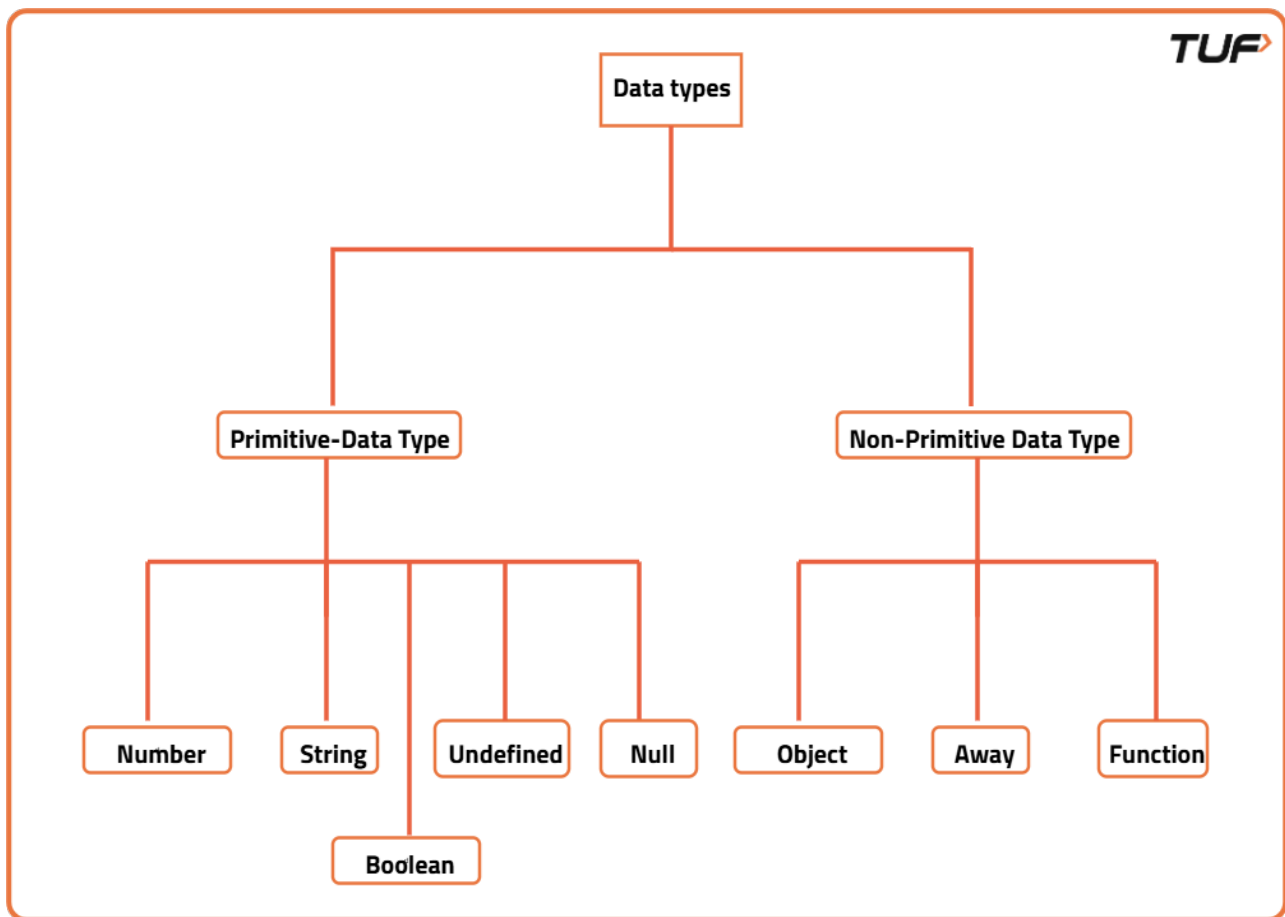 TUF
Data types
Primitive-Data Type
Non-Primitive Data Type
Number
String
Undefined
Null
Object
Away
Function
Boolean